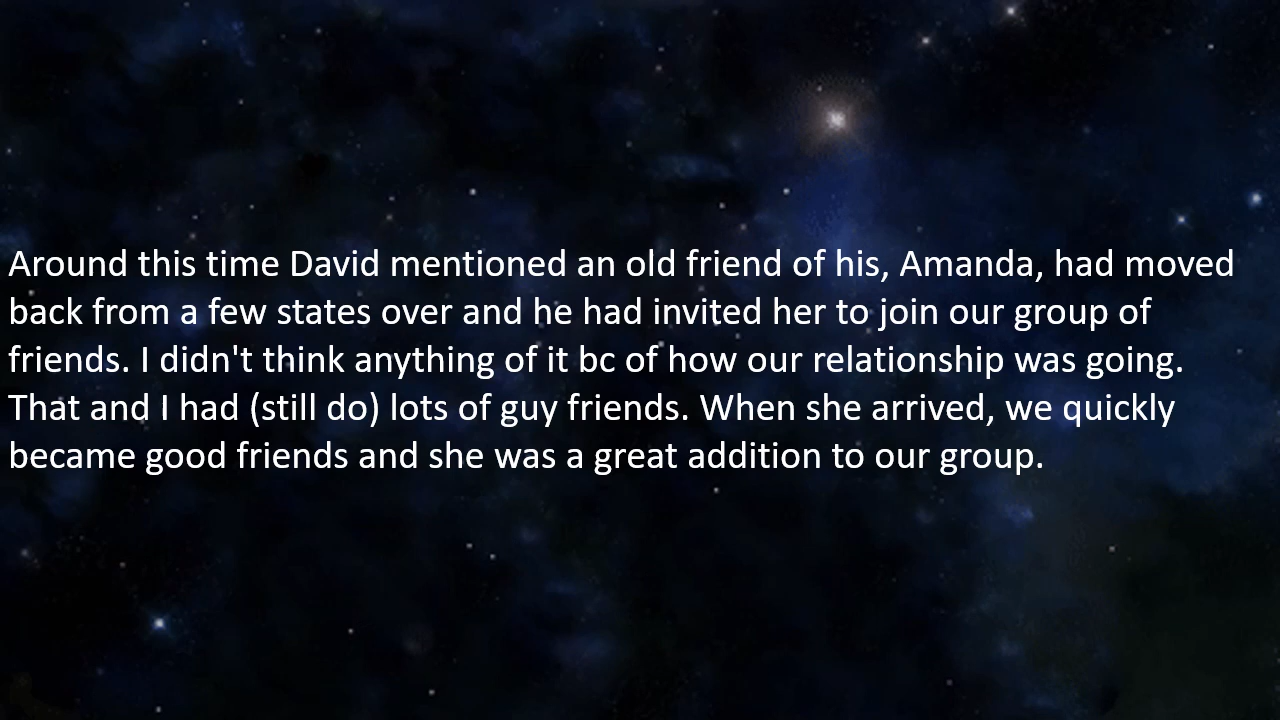 Around this time David mentioned an old friend of his, Amanda, had moved
back from a few states over and he had invited her to join our group of
friends. I didn't think anything of it bc of how our relationship was going.
That and I had (still do) lots of guy friends. When she arrived, we quickly
became good friends and she was a great addition to our group.